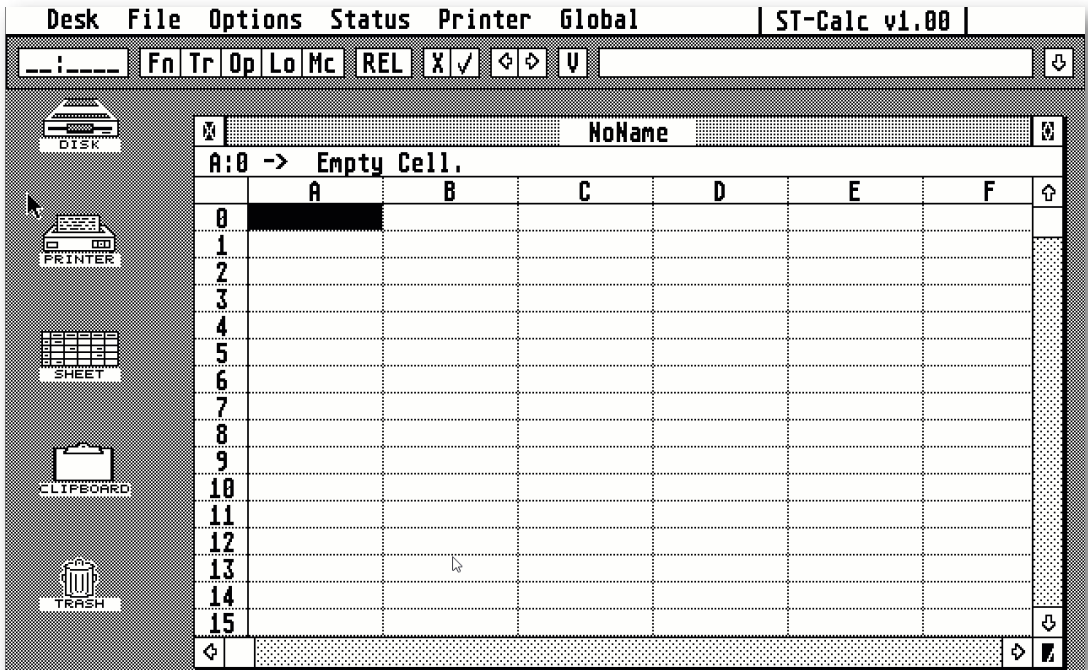 Desk File Options Status Printer Global ST-Calc v1.00
__:____ Fn Tr Op Lo Mc REL X √ V
DISK
NoName
A:0 -> Empty Cell.
A B C D E F
0
1
PRINTER
2
3
4
5
SHEET
6
7
8
9
CLIPBOARD
10
11
12
13
14
TRASH
15